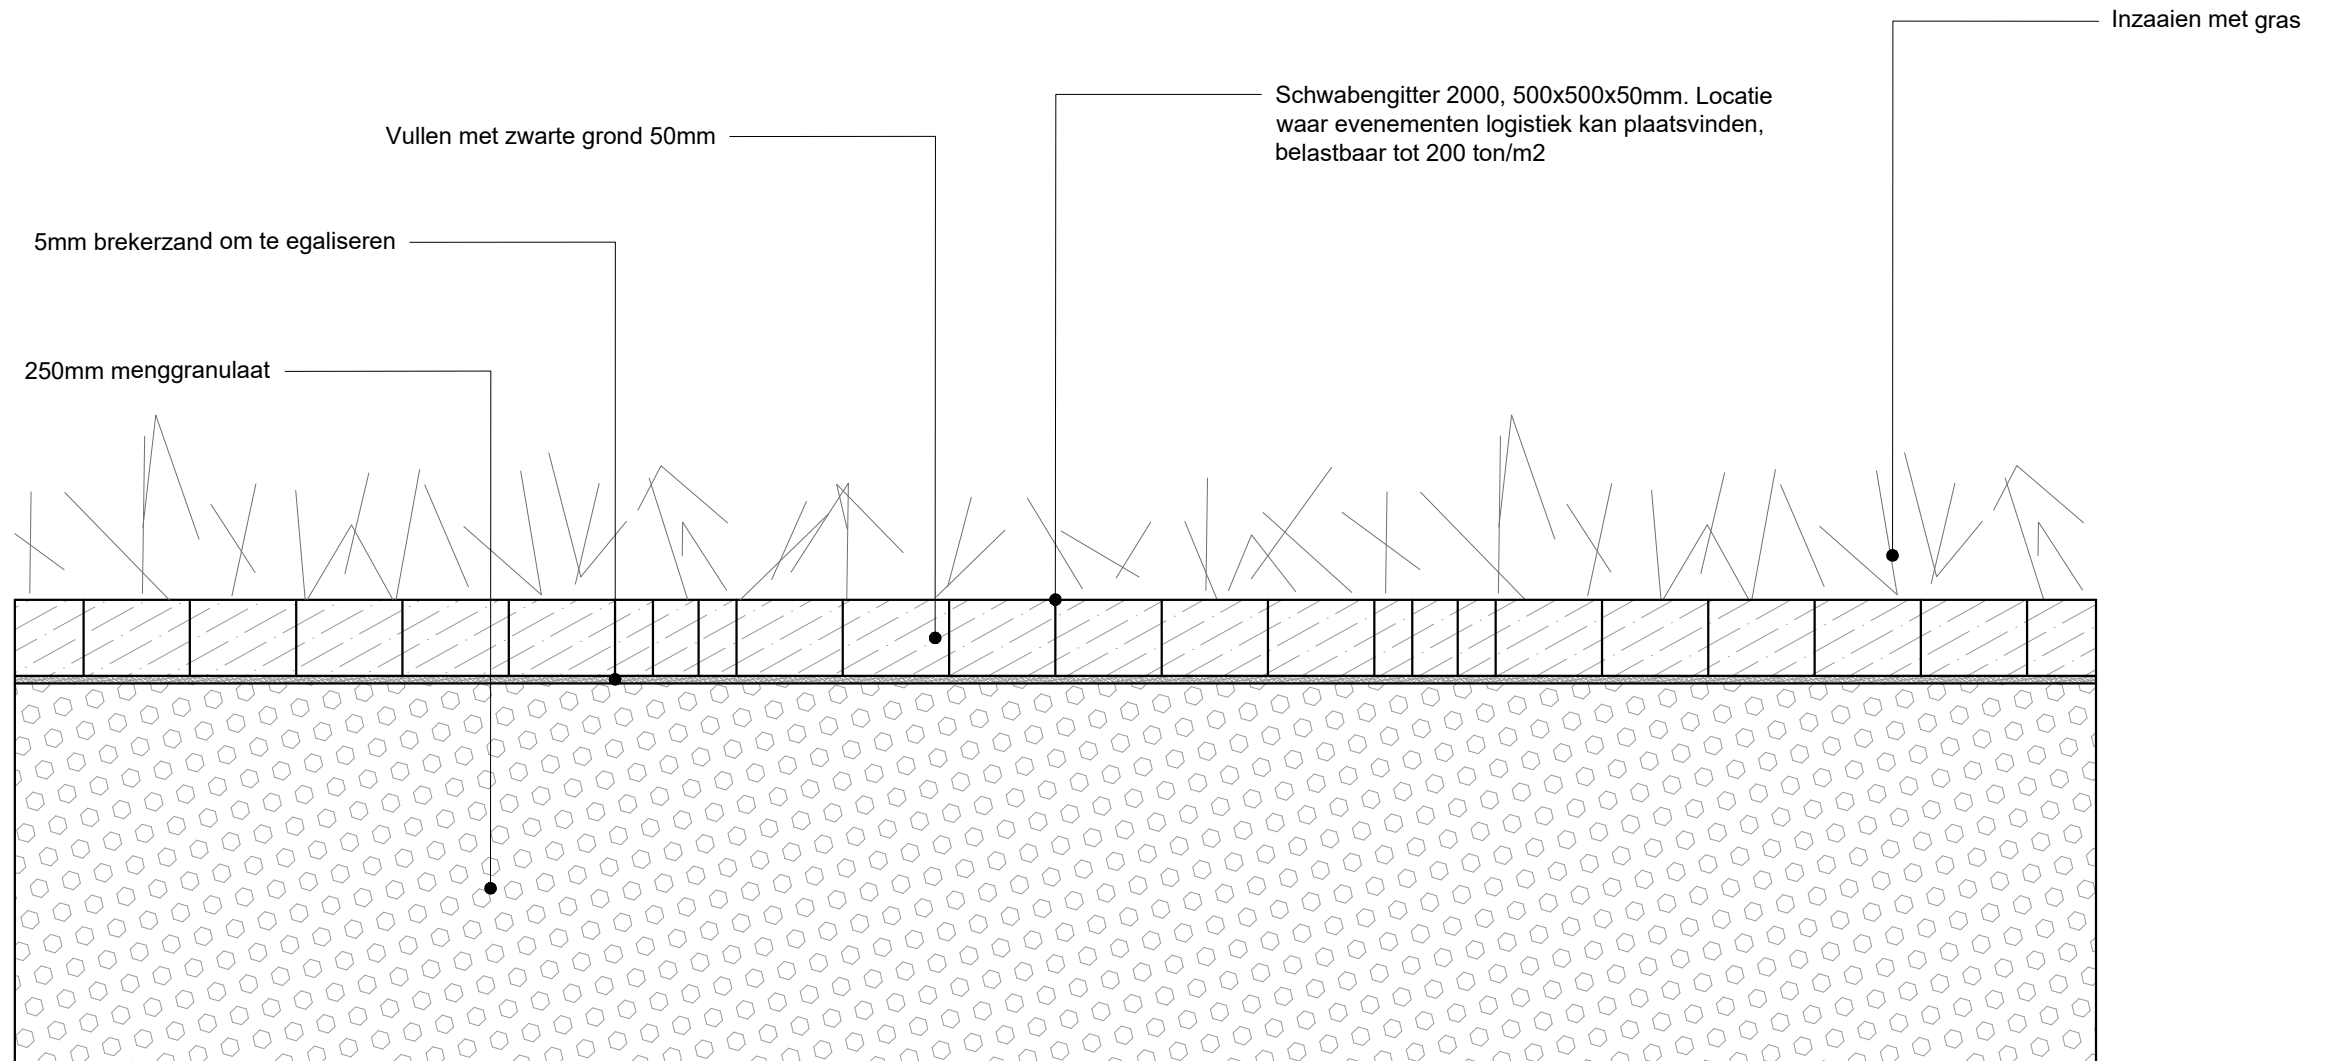 Inzaaien met gras
Schwabengitter 2000, 500x500x50mm. Locatie
waar evenementen logistiek kan plaatsvinden,
belastbaar tot 200 ton/m2
Vullen met zwarte grond 50mm
5mm brekerzand om te egaliseren
250mm menggranulaat